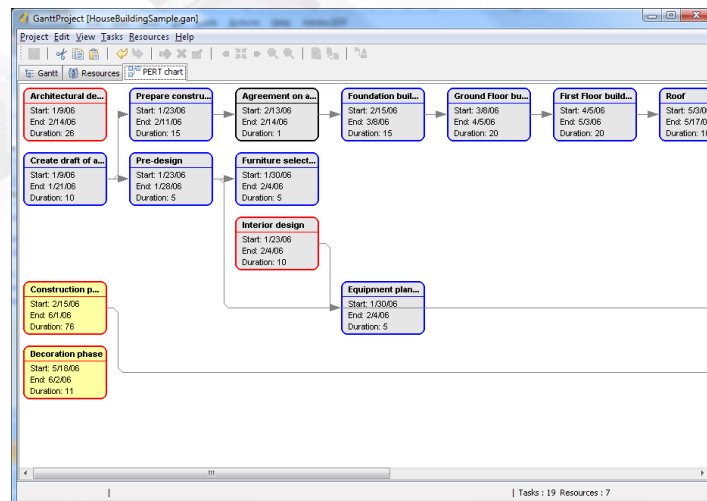 GanttProject [HouseBuildingSample.gan]
Project Edit View Tasks Resources Help
Gantt Resources PERT chart
Architectural de...
Start: 1/9/06
End: 2/14/06
Duration: 26
Prepare constru...
Start: 1/23/06
End: 2/11/06
Duration: 15
Agreement on a...
Start: 2/13/06
End: 2/14/06
Duration: 1
Foundation buil...
Start: 2/15/06
End: 3/8/06
Duration: 15
Ground Floor bu...
Start: 3/8/06
End: 4/5/06
Duration: 20
First Floor build...
Start: 4/5/06
End: 5/3/06
Duration: 20
Roof
Start: 5/3/0
End: 5/17/0
Duration: 10
Create draft of a...
Start: 1/9/06
End: 1/21/06
Duration: 10
Pre-design
Start: 1/23/06
End: 1/28/06
Duration: 5
Furniture select...
Start: 1/30/06
End: 2/4/06
Duration: 5
Interior design
Start: 1/23/06
End: 2/4/06
Duration: 10
Construction p...
Start: 2/15/06
End: 6/1/06
Duration: 76
Equipment plan...
Start: 1/30/06
End: 2/4/06
Duration: 5
Decoration phase
Start: 5/18/06
End: 6/2/06
Duration: 11
Tasks : 19 Resources : 7